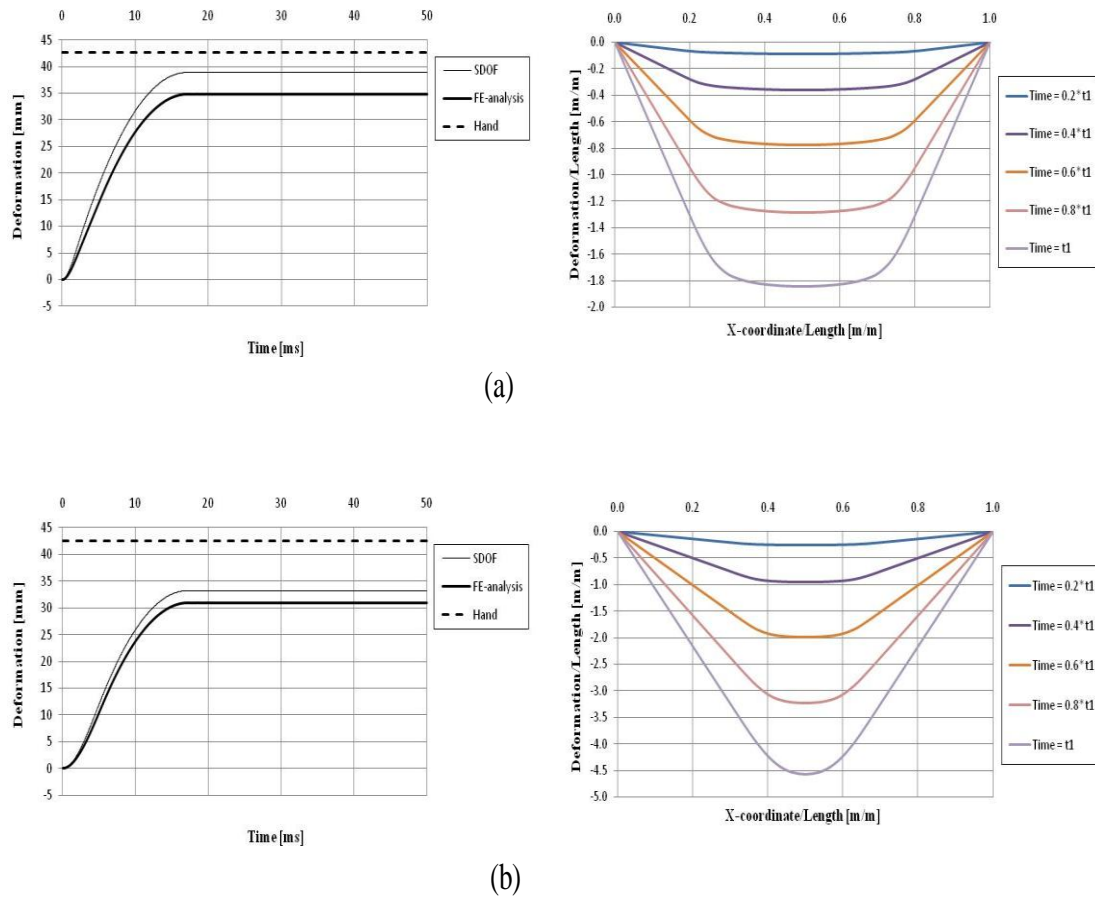 0 10 20 30 40 50
45
40
35
30
25
20
15
10
5
0
-5
Deformation [mm]
Time [ms]
SDOF
FE-analysis
Hand
0.0 0.2 0.4 0.6 0.8 1.0
0.0
-0.2
-0.4
-0.6
-0.8
-1.0
-1.2
-1.4
-1.6
-1.8
-2.0
Deformation/Length [m/m]
X-coordinate/Length [m/m]
Time = 0.2*t1
Time = 0.4*t1
Time = 0.6*t1
Time = 0.8*t1
Time = t1
(a)
0 10 20 30 40 50
45
40
35
30
25
20
15
10
5
0
-5
Deformation [mm]
Time [ms]
SDOF
FE-analysis
Hand
0.0 0.2 0.4 0.6 0.8 1.0
0.0
-0.5
-1.0
-1.5
-2.0
-2.5
-3.0
-3.5
-4.0
-4.5
-5.0
Deformation/Length [m/m]
X-coordinate/Length [m/m]
Time = 0.2*t1
Time = 0.4*t1
Time = 0.6*t1
Time = 0.8*t1
Time = t1
(b)